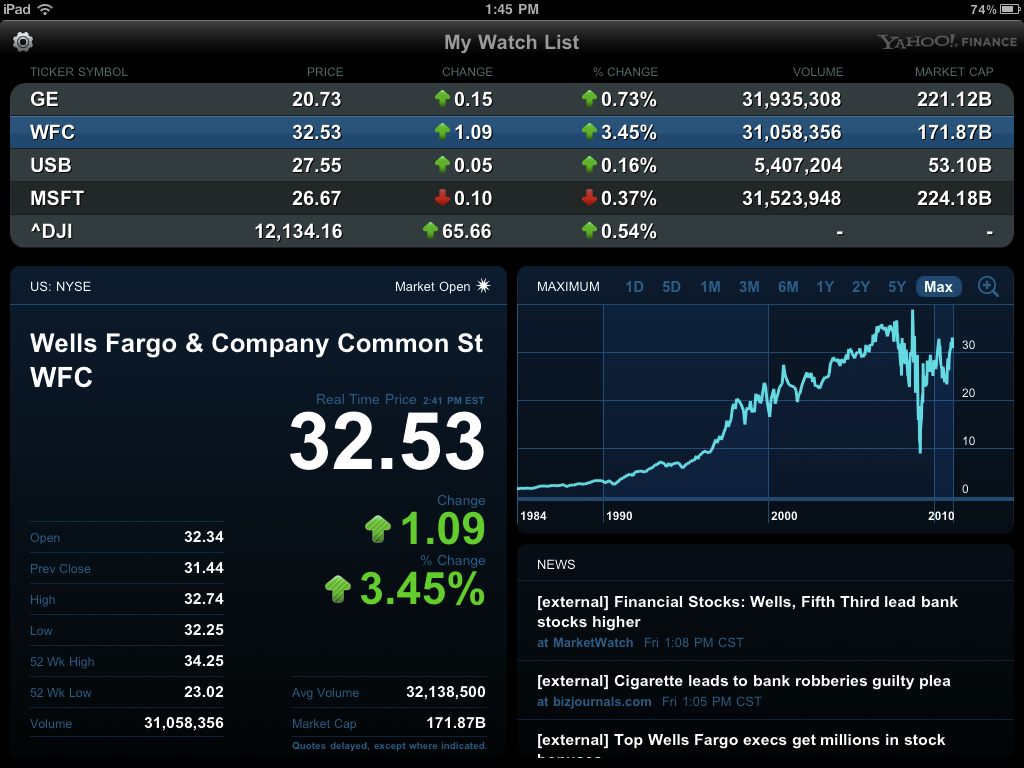 iPad 1:45 PM 74%
My Watch List YAHOO! FINANCE
TICKER SYMBOL PRICE CHANGE % CHANGE VOLUME MARKET CAP
GE 20.73 0.15 0.73% 31,935,308 221.12B
WFC 32.53 1.09 3.45% 31,058,356 171.87B
USB 27.55 0.05 0.16% 5,407,204 53.10B
MSFT 26.67 0.10 0.37% 31,523,948 224.18B
^DJI 12,134.16 65.66 0.54% - -
US: NYSE Market Open
Wells Fargo & Company Common St
WFC
Real Time Price 2:41 PM EST
32.53
Change
1.09
% Change
3.45%
Open 32.34
Prev Close 31.44
High 32.74
Low 32.25
52 Wk High 34.25
52 Wk Low 23.02
Volume 31,058,356
Avg Volume 32,138,500
Market Cap 171.87B
Quotes delayed, except where indicated.
MAXIMUM 1D 5D 1M 3M 6M 1Y 2Y 5Y Max
30
20
10
0
1984 1990 2000 2010
NEWS
[external] Financial Stocks: Wells, Fifth Third lead bank
stocks higher
at MarketWatch Fri 1:08 PM CST
[external] Cigarette leads to bank robberies guilty plea
at bizjournals.com Fri 1:05 PM CST
[external] Top Wells Fargo execs get millions in stock